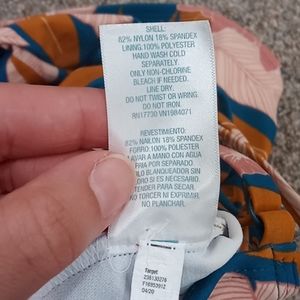 SHELL:
82% NYLON 18% SPANDEX
LINING:100% POLYESTER
HAND WASH COLD
SEPARATELY.
ONLY NON-CHLORINE
BLEACH IF NEEDED.
LINE DRY.
DO NOT TWIST OR WRING.
DO NOT IRON.
RN17730 VN1984071
REVESTIMIENTO:
82% NAILON 18% SPANDEX
FORRO:100% POLIESTER
LAVAR A MANO CON AGUA
FRIA POR SEPARADO.
SOLO BLANQUEADOR SIN
CLORO SI ES NECESARIO.
SECAR TENDIDO.
NO TORCER NI EXPRIMIR.
NO PLANCHAR
Target
04/20